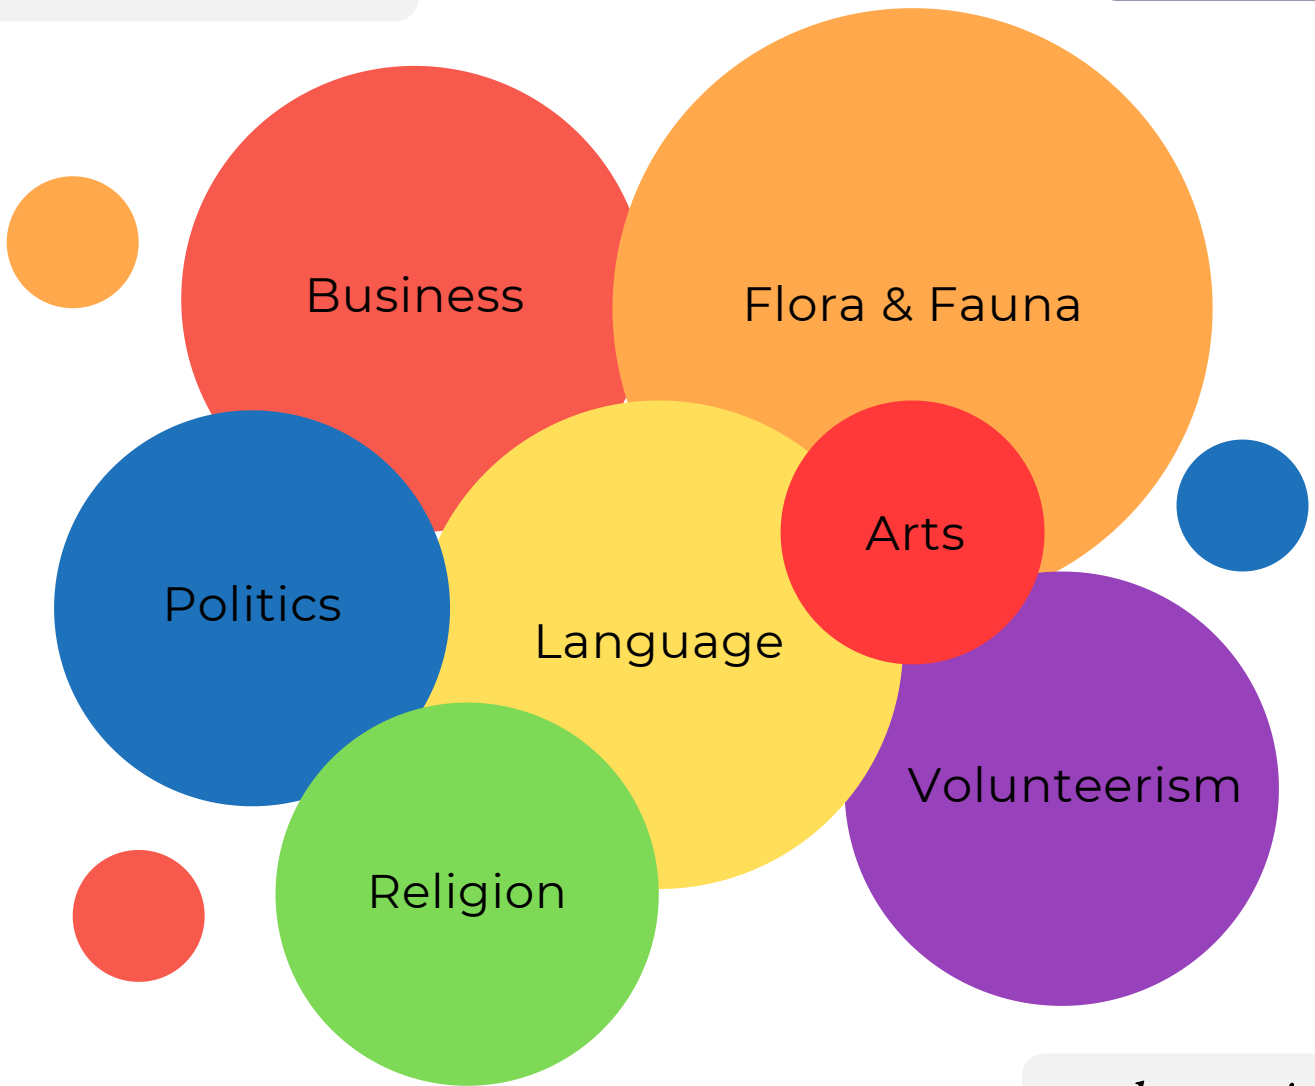 Business
Flora & Fauna
Arts
Politics
Language
Volunteerism
Religion